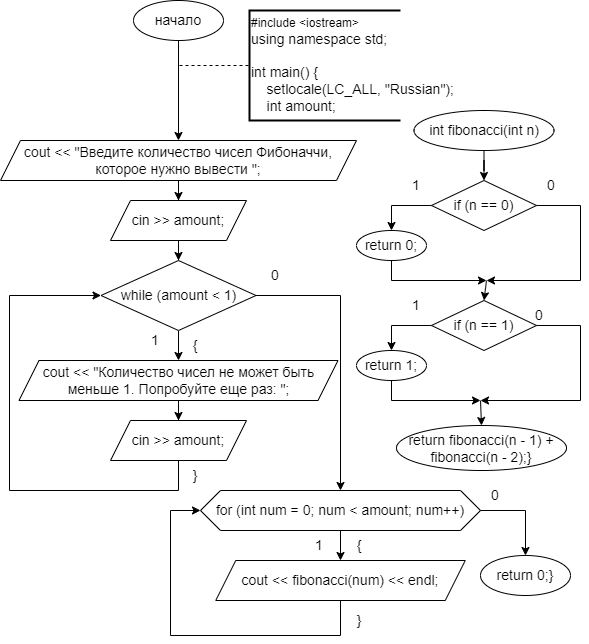 начало
#include <iostream>
using namespace std;
int main() {
setlocale(LC_ALL, "Russian");
int amount;
cout << "Введите количество чисел Фибоначчи,
которое нужно вывести ";
cin >> amount;
while (amount < 1)
0
1
{
cout << "Количество чисел не может быть
меньше 1. Попробуйте еще раз: ";
cin >> amount;
}
for (int num = 0; num < amount; num++)
0
1
{
cout << fibonacci(num) << endl;
}
return 0;}
int fibonacci(int n)
1
0
if (n == 0)
return 0;
1
0
if (n == 1)
return 1;
return fibonacci(n - 1) +
fibonacci(n - 2);}